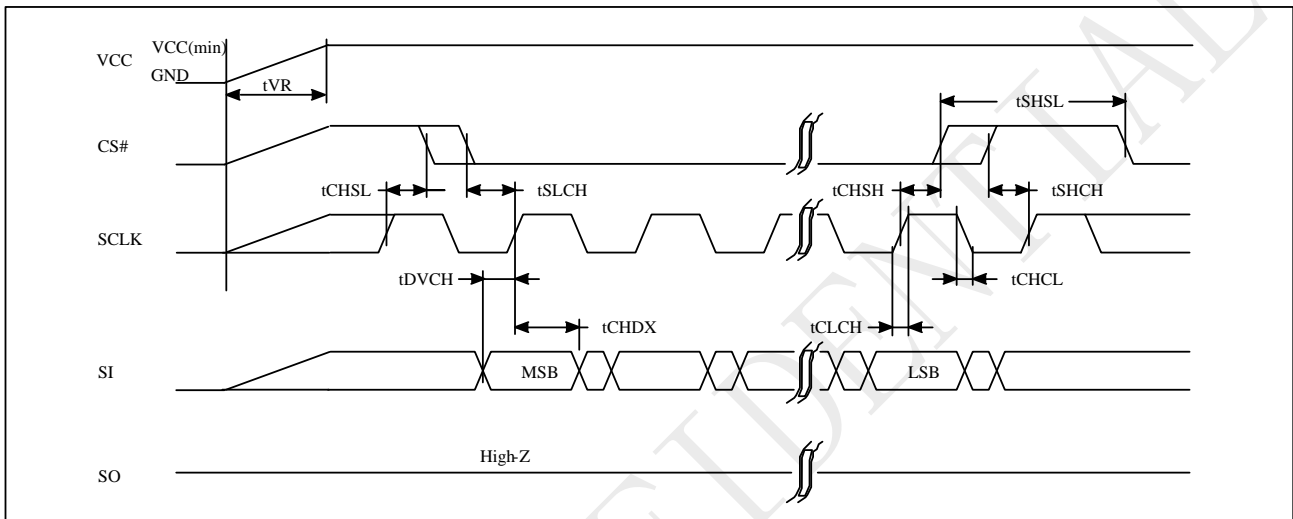 VCC(min)
VCC
GND
tVR
tSHSL
CS#
tCHSL
tSLCH
tCHSH
tSHCH
SCLK
tDVCH
tCHCL
tCHDX
tCLCH
SI
MSB
LSB
High-Z
SO
IDENTIAL